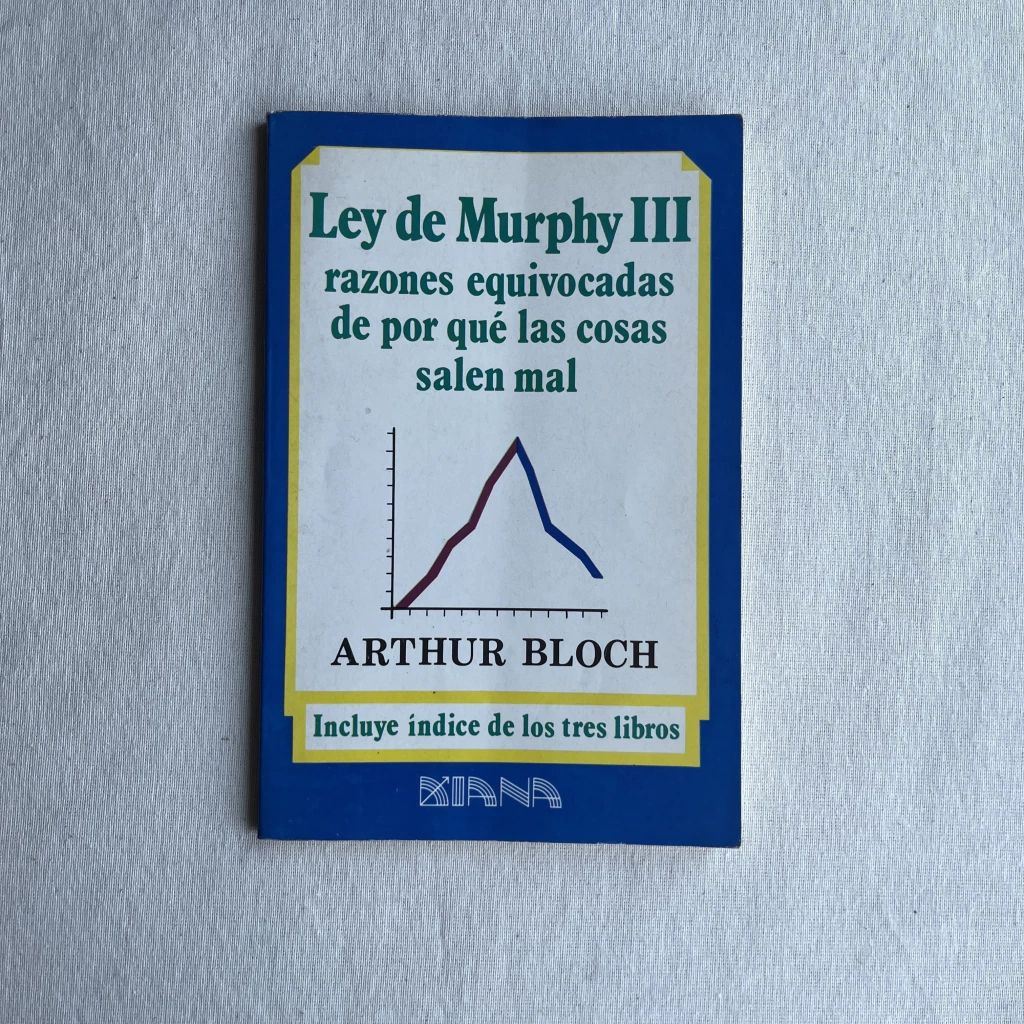 Ley de Murphy III
razones equivocadas
de por qué las cosas
salen mal
ARTHUR BLOCH
Incluye índice de los tres libros
DIANA